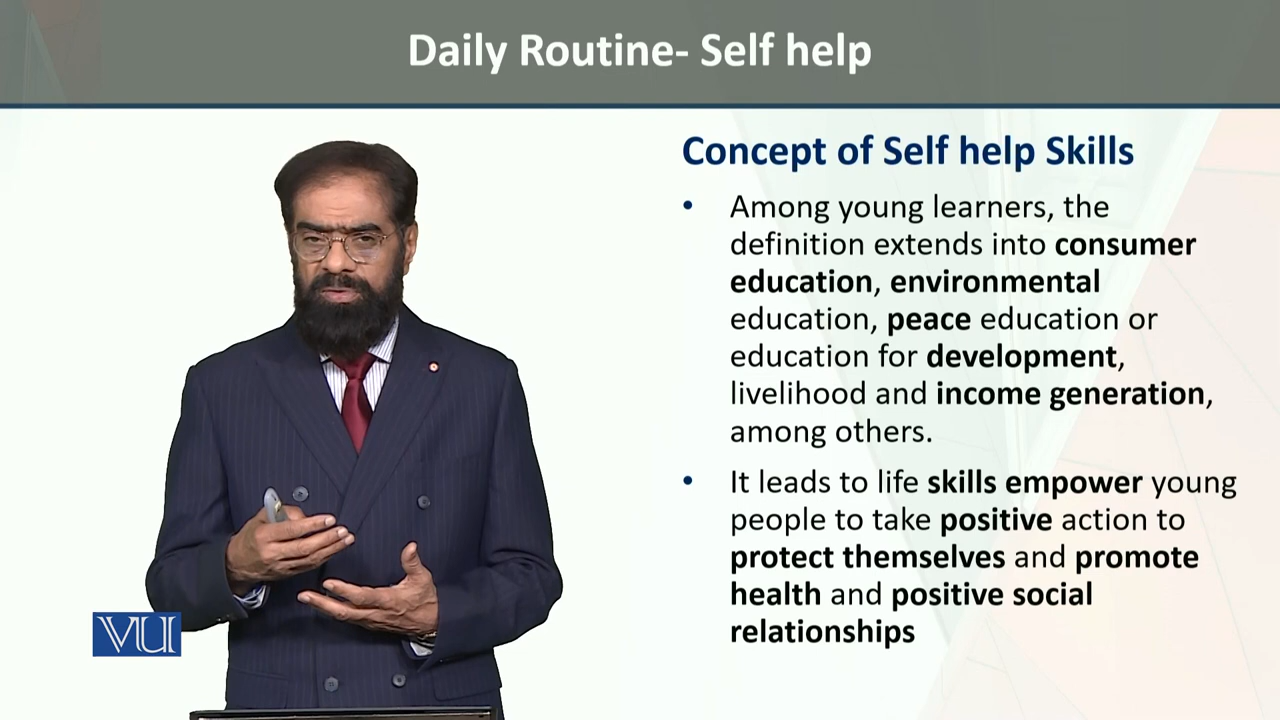 Daily Routine- Self help
Concept of Self help Skills
• Among young learners, the
definition extends into consumer
education, environmental
education, peace education or
education for development,
livelihood and income generation,
among others.
• It leads to life skills empower young
people to take positive action to
protect themselves and promote
health and positive social
relationships
VU